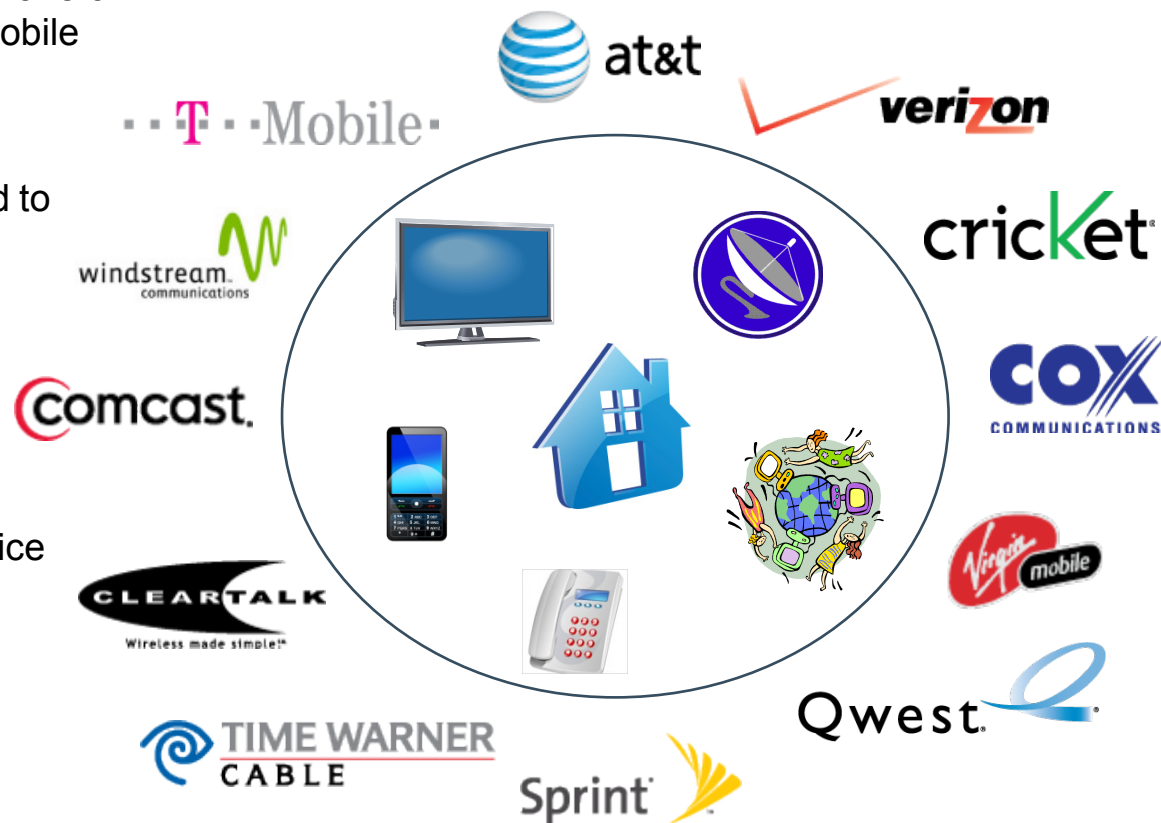 obile
at&t
verizon
T Mobile
d to
cricket
windstream
communications
COX
COMMUNICATIONS
comcast.
Virgin
mobile
ice
CLEARTALK
Wireless made simple!℠
Qwest®
TIME WARNER
CABLE
Sprint